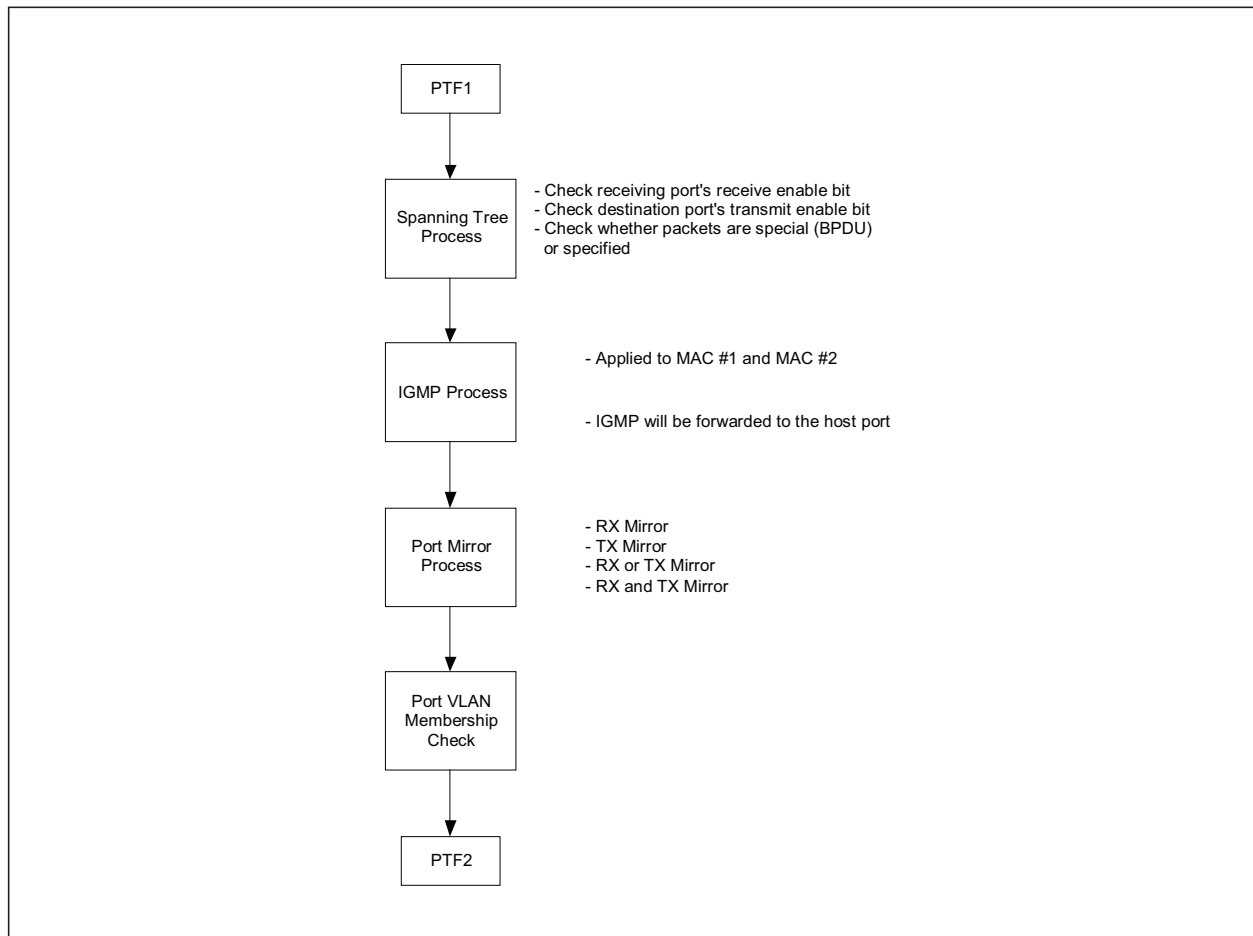 PTF1
Spanning Tree
Process
- Check receiving port's receive enable bit
- Check destination port's transmit enable bit
- Check whether packets are special (BPDU)
or specified
IGMP Process
- Applied to MAC #1 and MAC #2
- IGMP will be forwarded to the host port
Port Mirror
Process
- RX Mirror
- TX Mirror
- RX or TX Mirror
- RX and TX Mirror
Port VLAN
Membership
Check
PTF2